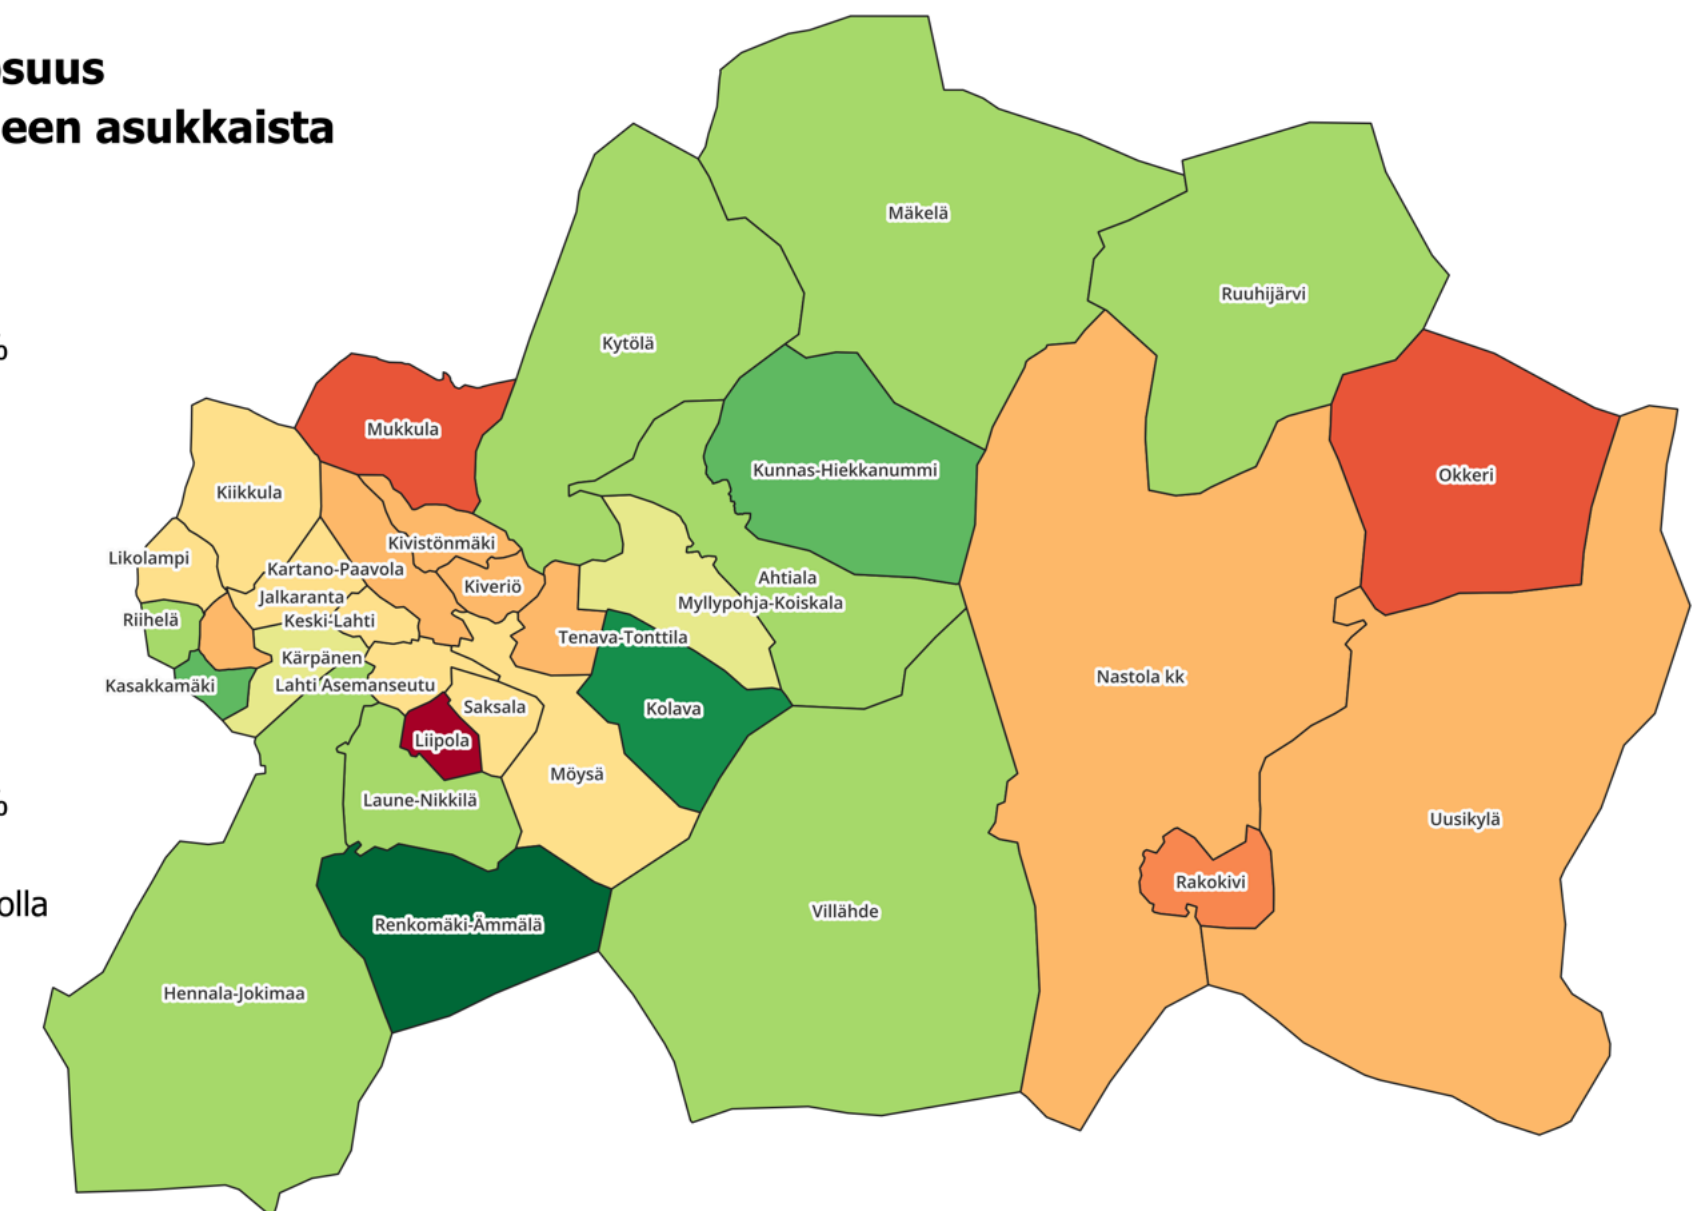 suus
een asukkaista
%
%
olla
Mäkelä
Ruuhijärvi
Kytölä
Mukkula
Kunnas-Hiekkanummi
Okkeri
Kiikkula
Kivistönmäki
Likolampi
Kartano-Paavola
Kiveriö
Ahtiala
Jalkaranta
Myllypohja-Koiskala
Riihelä
Keski-Lahti
Tenava-Tonttila
Kärpänen
Nastola kk
Kasakkamäki
Lahti Asemanseutu
Saksala
Kolava
Liipola
Möysä
Laune-Nikkilä
Uusikylä
Rakokivi
Villähde
Renkomäki-Ämmälä
Hennala-Jokimaa